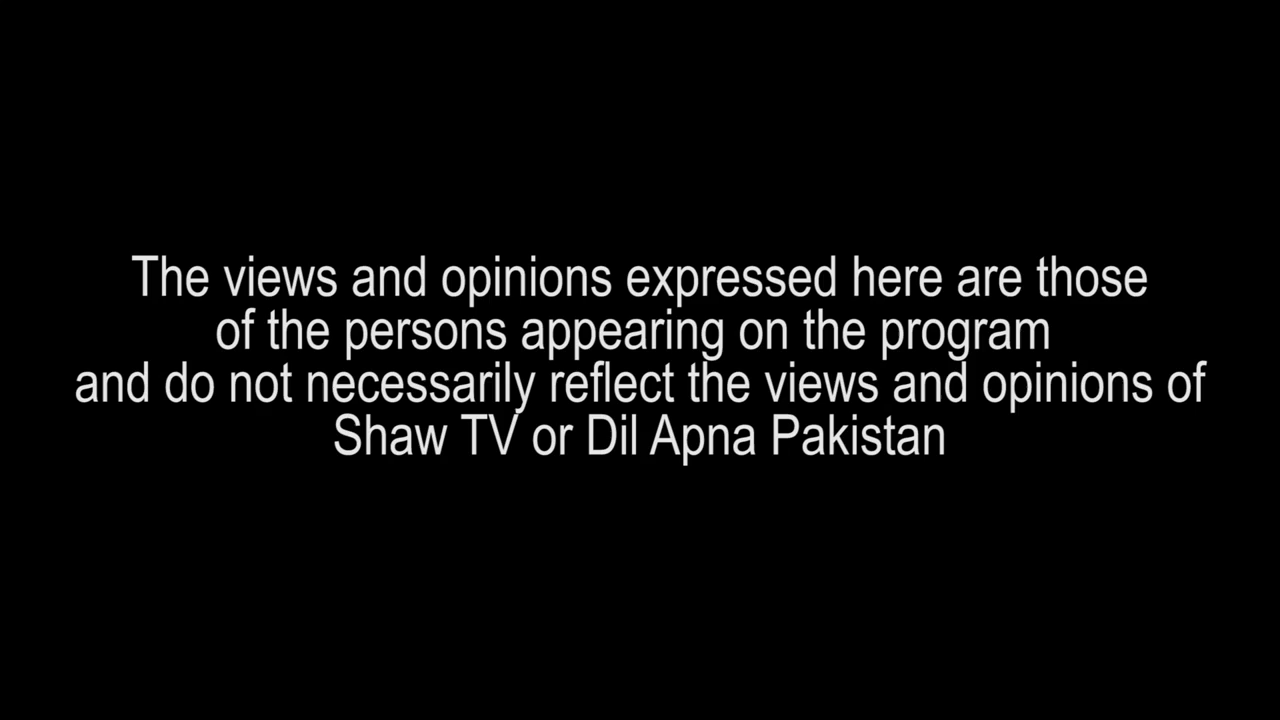 The views and opinions expressed here are those
of the persons appearing on the program
and do not necessarily reflect the views and opinions of
Shaw TV or Dil Apna Pakistan